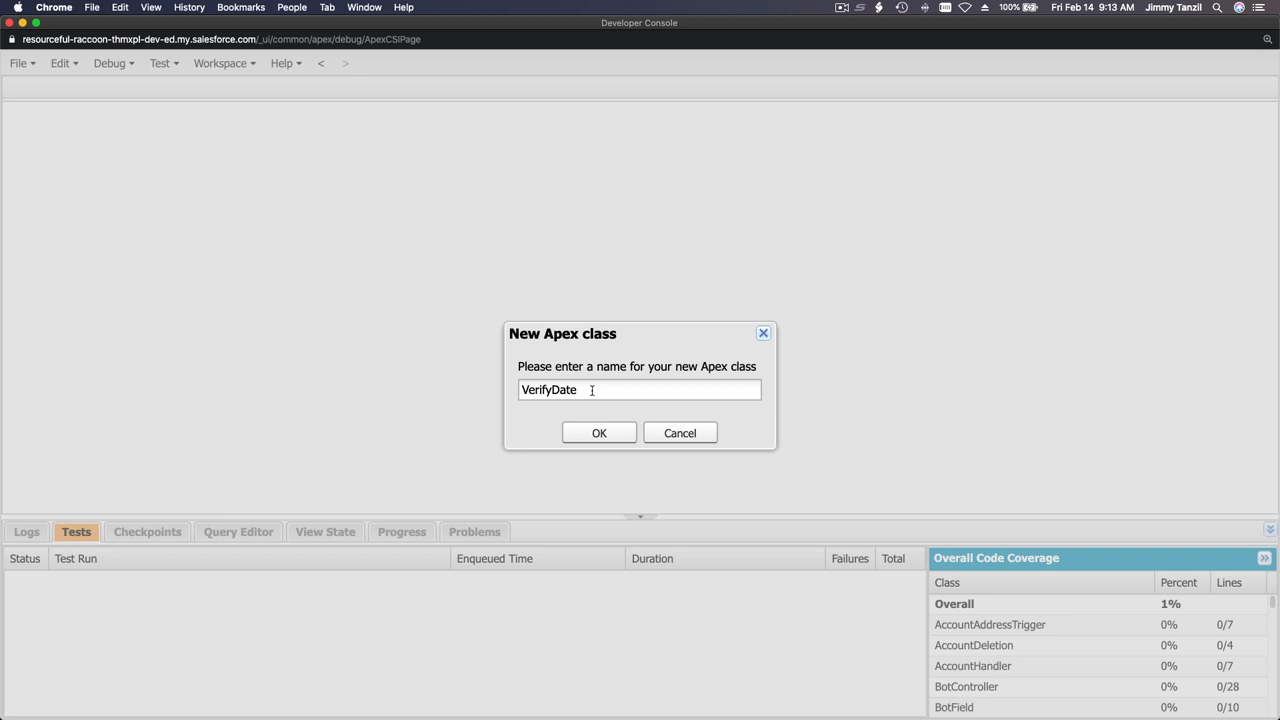 Chrome File Edit View History Bookmarks People Tab Window Help 100% Fri Feb 14 9:13 AM Jimmy Tanzil
Developer Console
resourceful-raccoon-thmxpl-dev-ed.my.salesforce.com/_ui/common/apex/debug/ApexCSIPage
File Edit Debug Test Workspace Help < >
New Apex class
Please enter a name for your new Apex class
VerifyDate
OK Cancel
Logs Tests Checkpoints Query Editor View State Progress Problems
Status Test Run Enqueued Time Duration Failures Total
Overall Code Coverage
Class Percent Lines
Overall 1%
AccountAddressTrigger 0% 0/7
AccountDeletion 0% 0/4
AccountHandler 0% 0/7
BotController 0% 0/28
BotField 0% 0/10